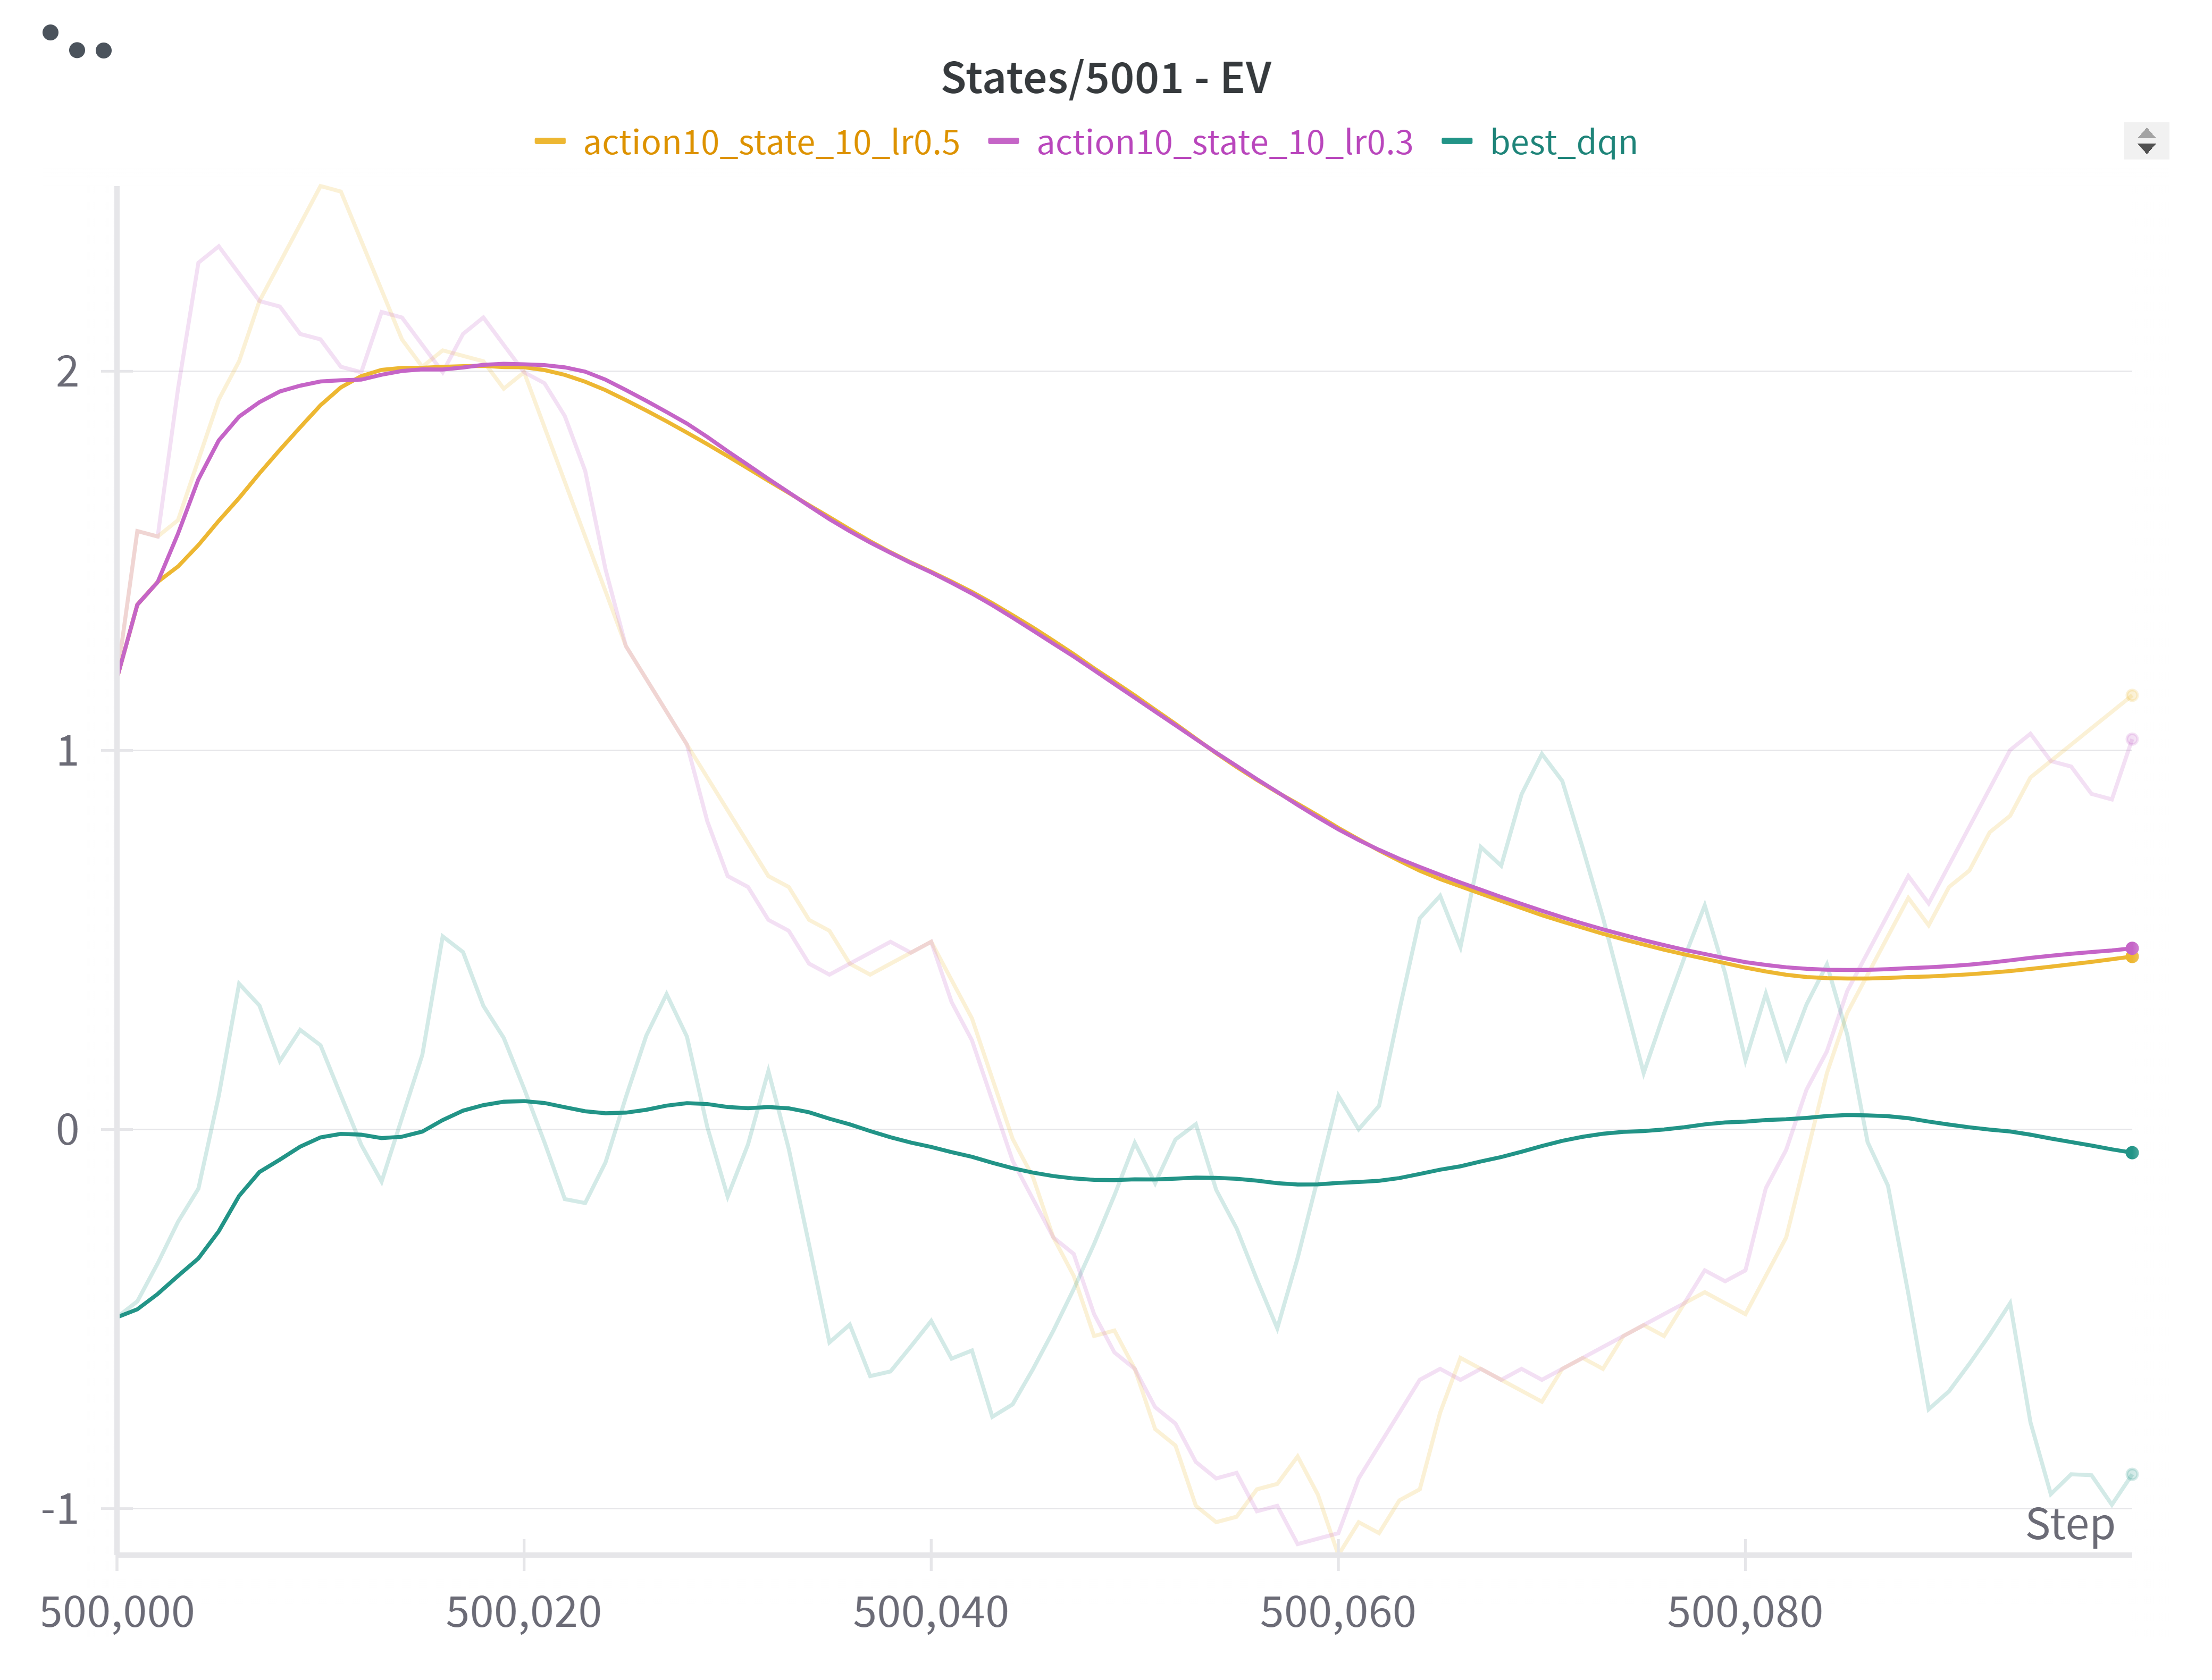 States/5001 - EV
action10_state_10_lr0.5 action10_state_10_lr0.3 best_dqn
2
1
0
-1
Step
500,000 500,020 500,040 500,060 500,080